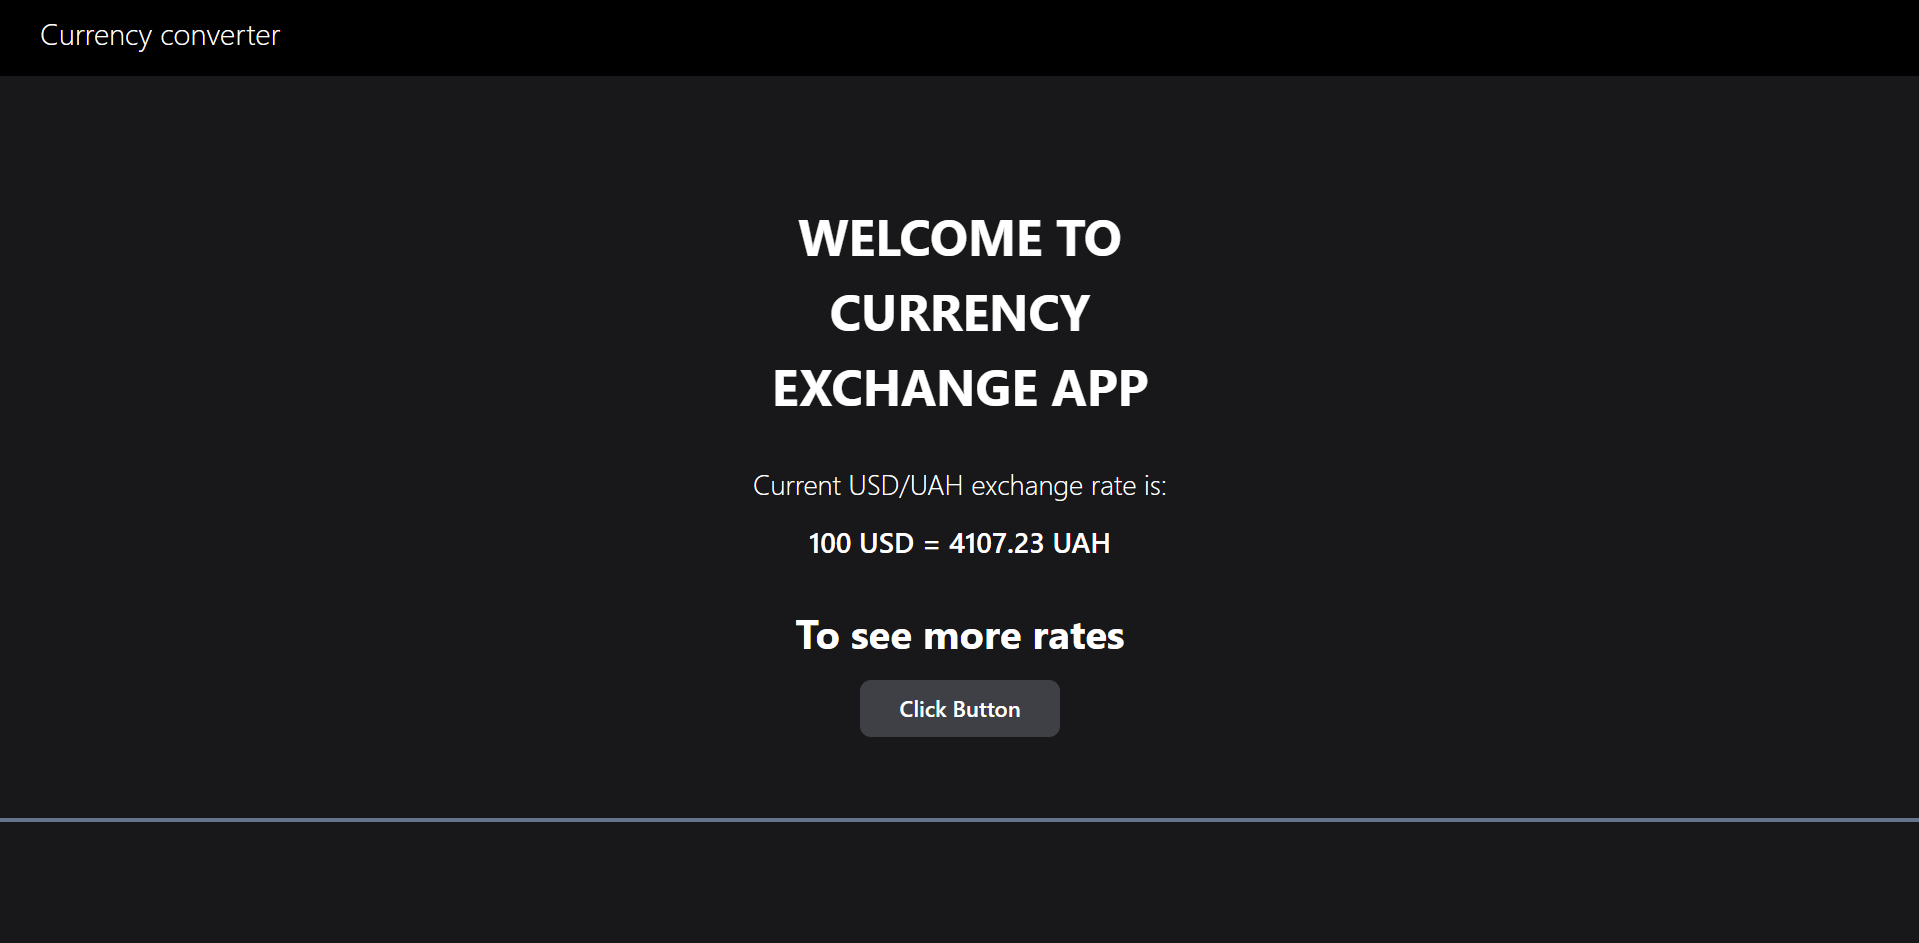 Currency converter
WELCOME TO
CURRENCY
EXCHANGE APP
Current USD/UAH exchange rate is:
100 USD = 4107.23 UAH
To see more rates
Click Button